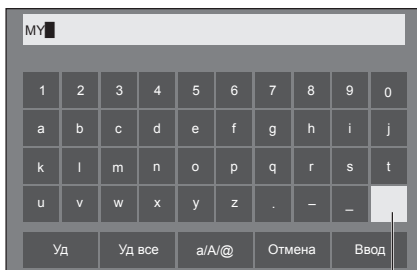 MY
1 2 3 4 5 6 7 8 9 0
a b c d e f g h i j
k l m n o p q r s t
u v w x y z . – _
Уд Уд все a/A/@ Отмена Ввод